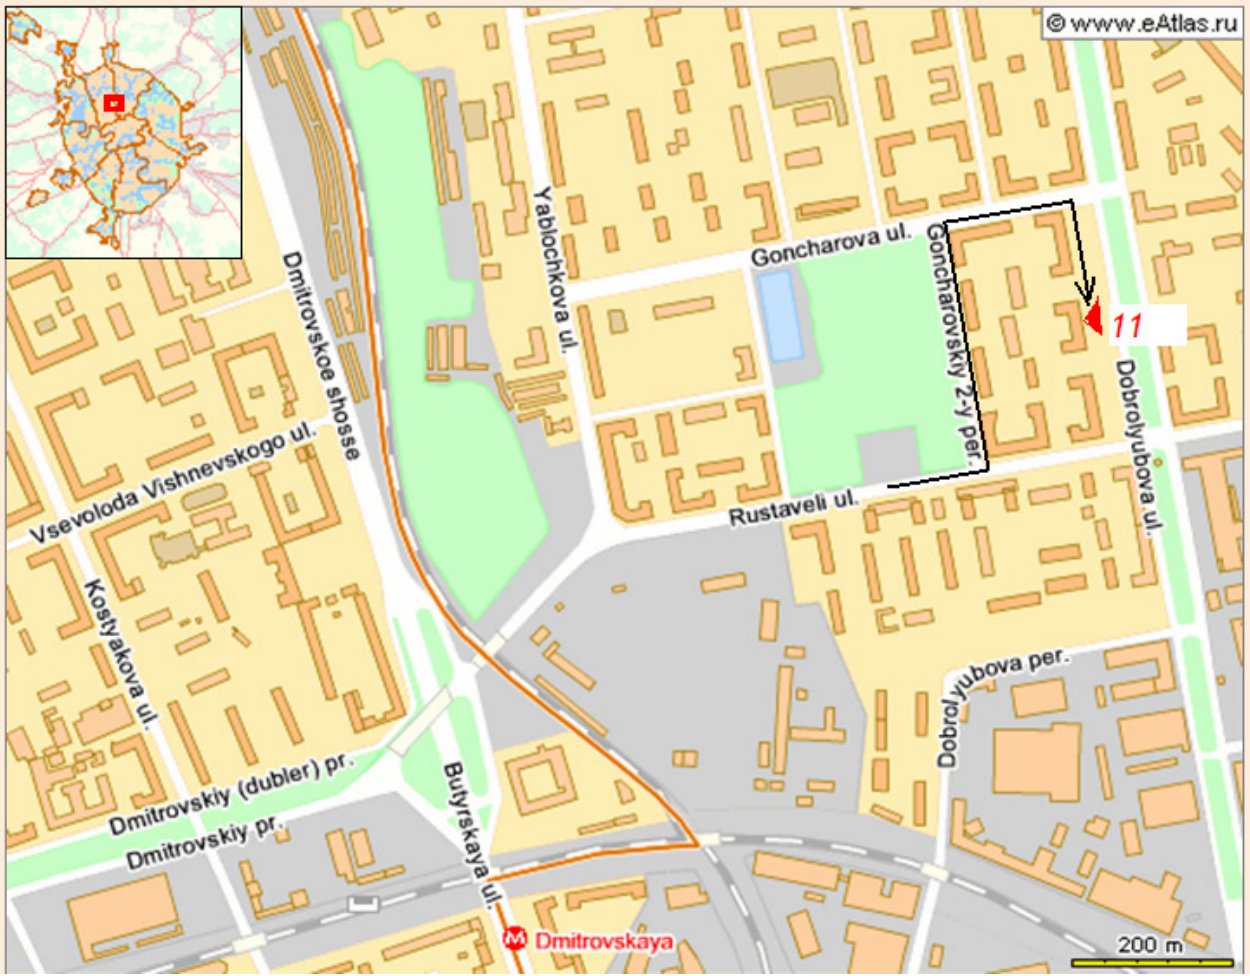 © www.eAtlas.ru
Yablochkova ul.
Goncharova ul.
Goncharovskiy 2-y per.
11
Dmitrovskoe shosse
Dobrolyubova ul.
Vsevoloda Vishnevskogo ul.
Rustaveli ul.
Kostyakova ul.
Dobrolyubova per.
Dmitrovskiy (dubler) pr.
Butyrskaya ul.
Dmitrovskiy pr.
M Dmitrovskaya
200 m